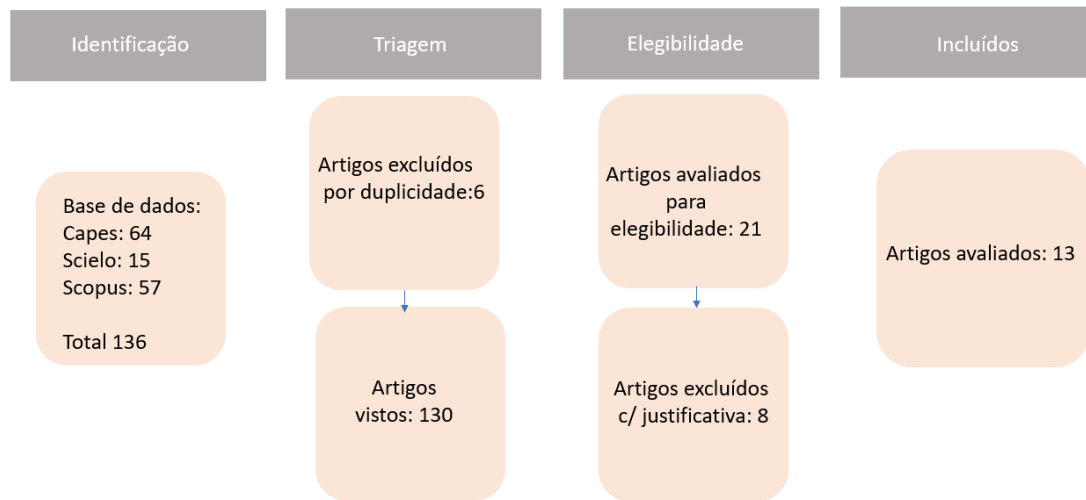 Identificação
Triagem
Elegibilidade
Incluídos
Base de dados:
Capes: 64
Scielo: 15
Scopus: 57
Total 136
Artigos excluídos
por duplicidade:6
Artigos
vistos: 130
Artigos avaliados
para
elegibilidade: 21
Artigos excluídos
c/ justificativa: 8
Artigos avaliados: 13